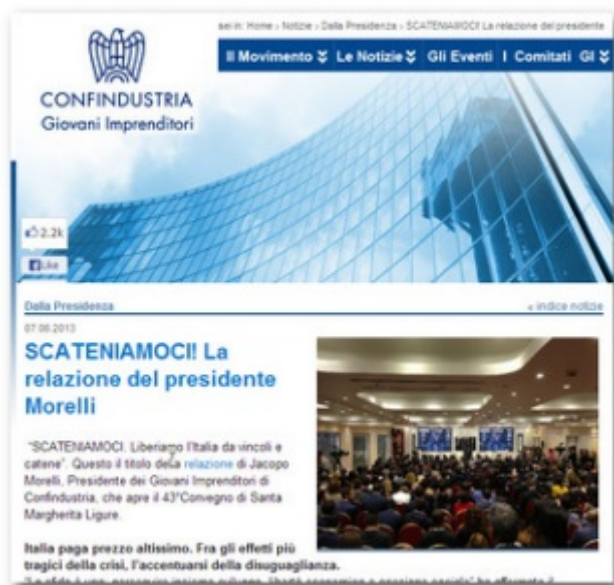 sei in: Home › Notizie › Dalla Presidenza › SCATENIAMOCI! La relazione del presidente
Il Movimento Le Notizie Gli Eventi I Comitati GI
CONFINDUSTRIA
Giovani Imprenditori
2.2k
Like
Dalla Presidenza
« indice notizie
07.06.2013
SCATENIAMOCI! La
relazione del presidente
Morelli
"SCATENIAMOCI. Liberiamo l'Italia da vincoli e
catene". Questo il titolo della relazione di Jacopo
Morelli, Presidente dei Giovani Imprenditori di
Confindustria, che apre il 43°Convegno di Santa
Margherita Ligure.
Italia paga prezzo altissimo. Fra gli effetti più
tragici della crisi, l'accentuarsi della disuguaglianza.